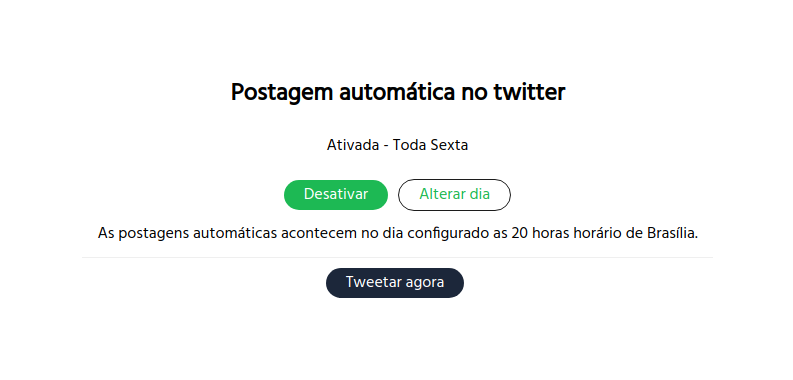 Postagem automática no twitter
Ativada - Toda Sexta
Desativar Alterar dia
As postagens automáticas acontecem no dia configurado as 20 horas horário de Brasília.
Tweetar agora